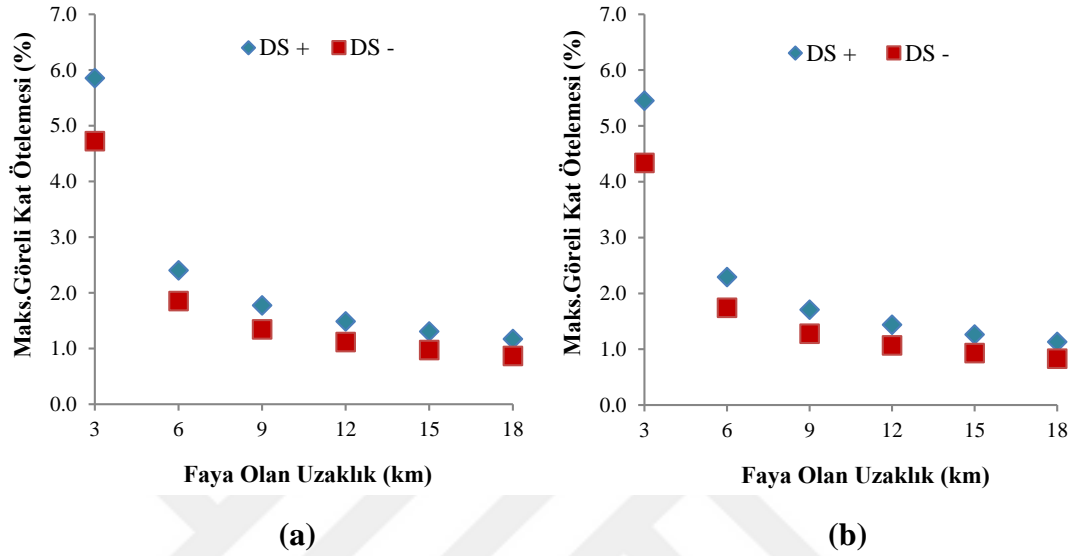 7.0
6.0
5.0
4.0
3.0
2.0
1.0
0.0
Maks.Göreli Kat Ötelemesi (%)
DS +
DS -
3
6
9
12
15
18
Faya Olan Uzaklık (km)
(a)
7.0
6.0
5.0
4.0
3.0
2.0
1.0
0.0
Maks.Göreli Kat Ötelemesi (%)
DS +
DS -
3
6
9
12
15
18
Faya Olan Uzaklık (km)
(b)